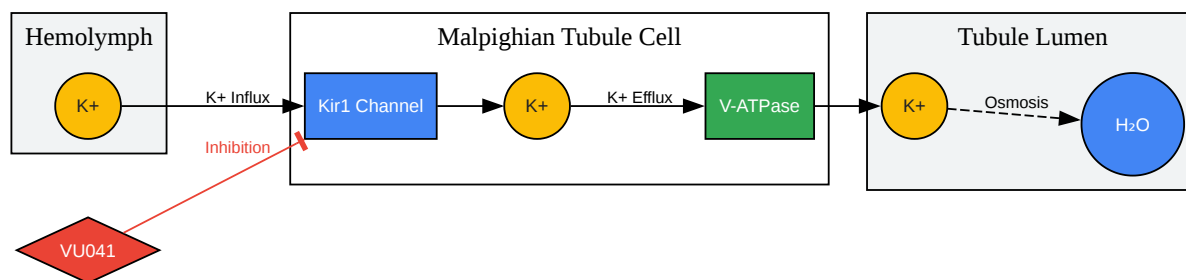 Hemolymph
Malpighian Tubule Cell
Tubule Lumen
K+
K+ Influx
Kir1 Channel
K+
K+ Efflux
V-ATPase
K+
Osmosis
H₂O
Inhibition
VU041